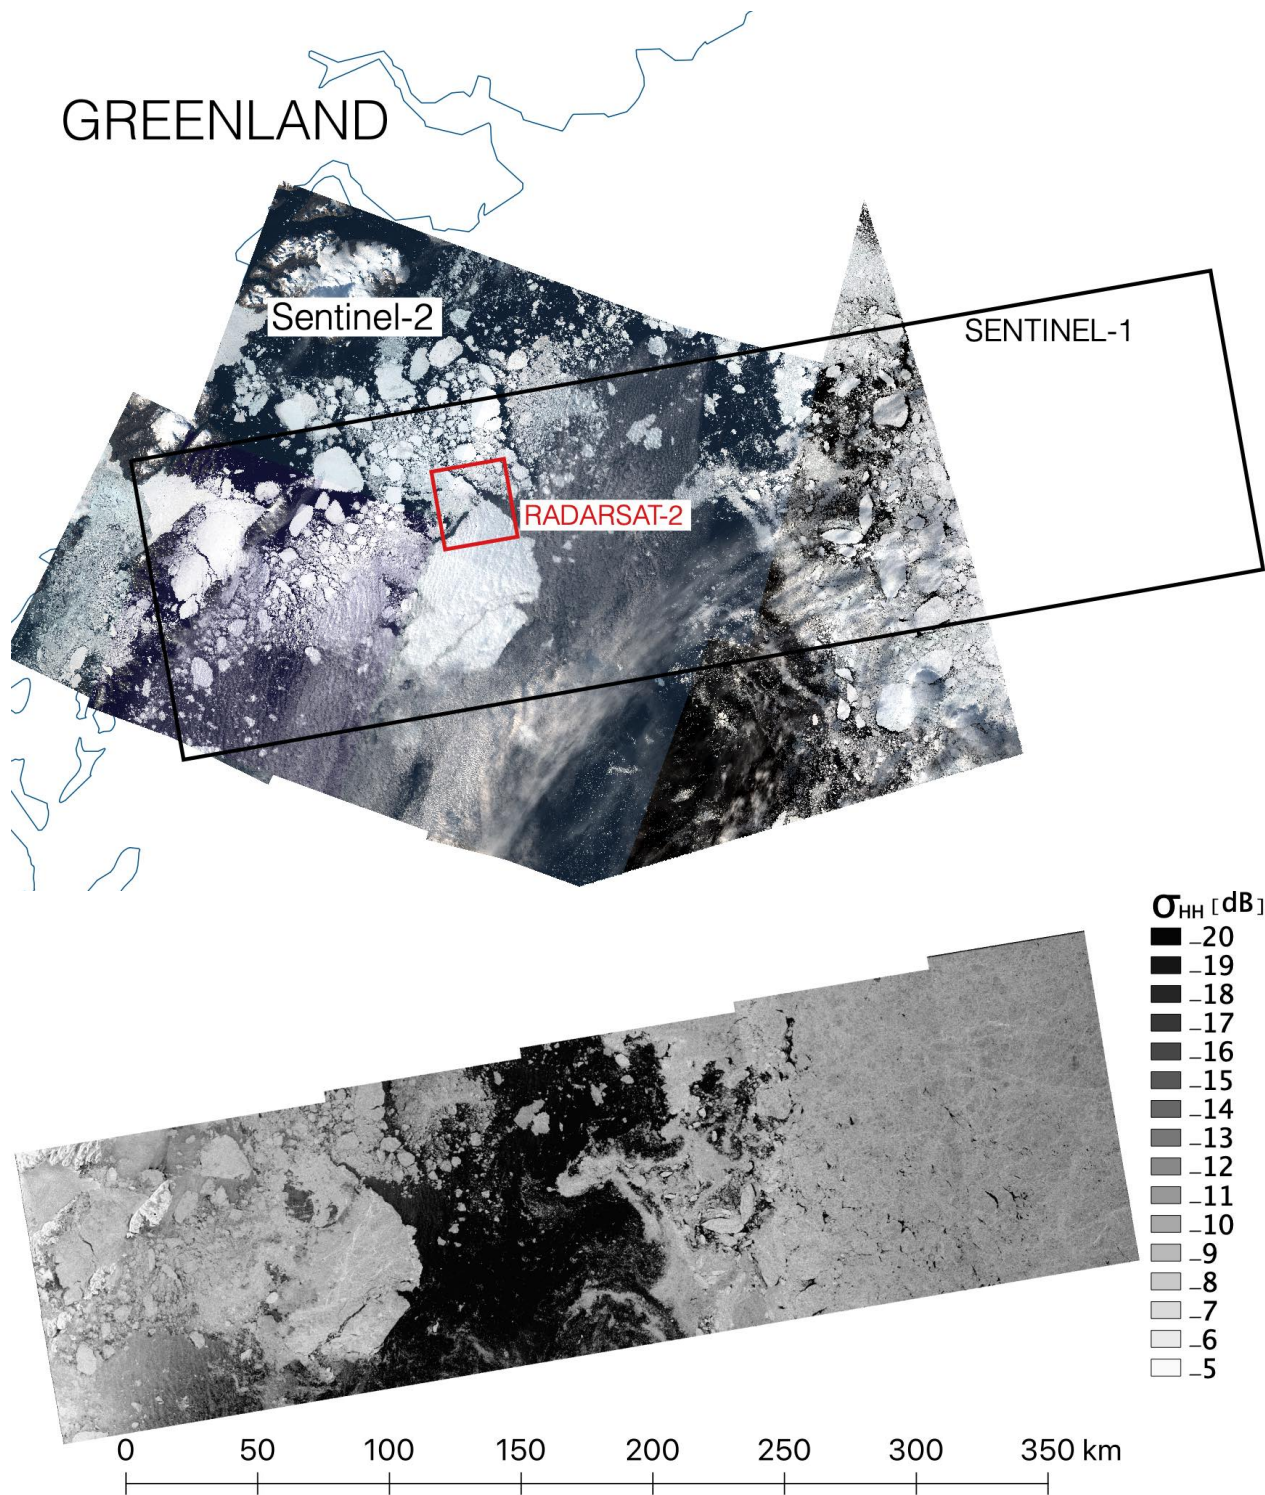 GREENLAND
Sentinel-2
SENTINEL-1
RADARSAT-2
σHH [dB]
–20
–19
–18
–17
–16
–15
–14
–13
–12
–11
–10
–9
–8
–7
–6
–5
0 50 100 150 200 250 300 350 km